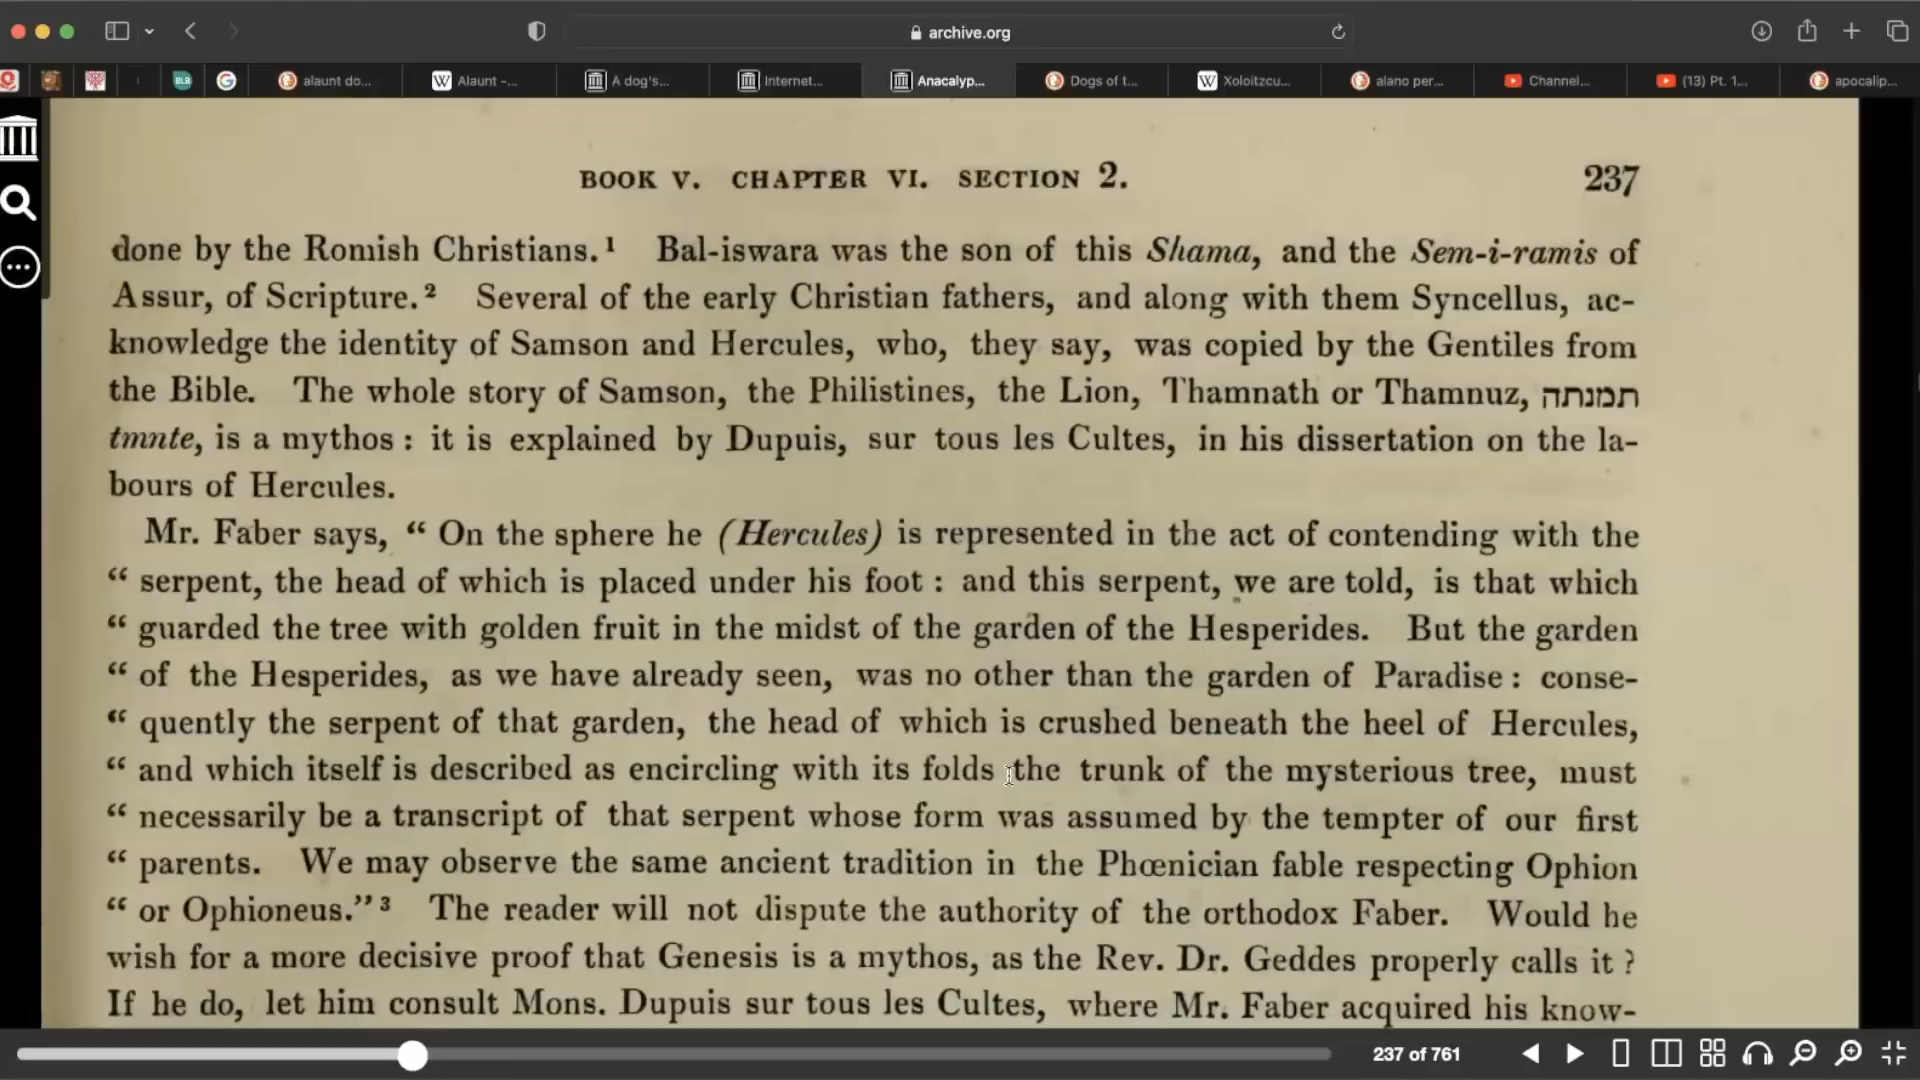 archive.org
BLB
alaunt do...
Alaunt -...
A dog's...
Internet...
Anacalyp...
Dogs of t...
Xoloitzcu...
alano per...
Channel...
(13) Pt. 1...
apocalip...
BOOK V. CHAPTER VI. SECTION 2. 237
done by the Romish Christians.¹ Bal-iswara was the son of this Shama, and the Sem-i-ramis of
Assur, of Scripture.² Several of the early Christian fathers, and along with them Syncellus, ac-
knowledge the identity of Samson and Hercules, who, they say, was copied by the Gentiles from
the Bible. The whole story of Samson, the Philistines, the Lion, Thamnath or Thamnuz, תמנתה
tmnte, is a mythos : it is explained by Dupuis, sur tous les Cultes, in his dissertation on the la-
bours of Hercules.
Mr. Faber says, “ On the sphere he (Hercules) is represented in the act of contending with the
“ serpent, the head of which is placed under his foot : and this serpent, we are told, is that which
“ guarded the tree with golden fruit in the midst of the garden of the Hesperides. But the garden
“ of the Hesperides, as we have already seen, was no other than the garden of Paradise : conse-
“ quently the serpent of that garden, the head of which is crushed beneath the heel of Hercules,
“ and which itself is described as encircling with its folds the trunk of the mysterious tree, must
“ necessarily be a transcript of that serpent whose form was assumed by the tempter of our first
“ parents. We may observe the same ancient tradition in the Phœnician fable respecting Ophion
“ or Ophioneus.”³ The reader will not dispute the authority of the orthodox Faber. Would he
wish for a more decisive proof that Genesis is a mythos, as the Rev. Dr. Geddes properly calls it ?
If he do, let him consult Mons. Dupuis sur tous les Cultes, where Mr. Faber acquired his know-
237 of 761